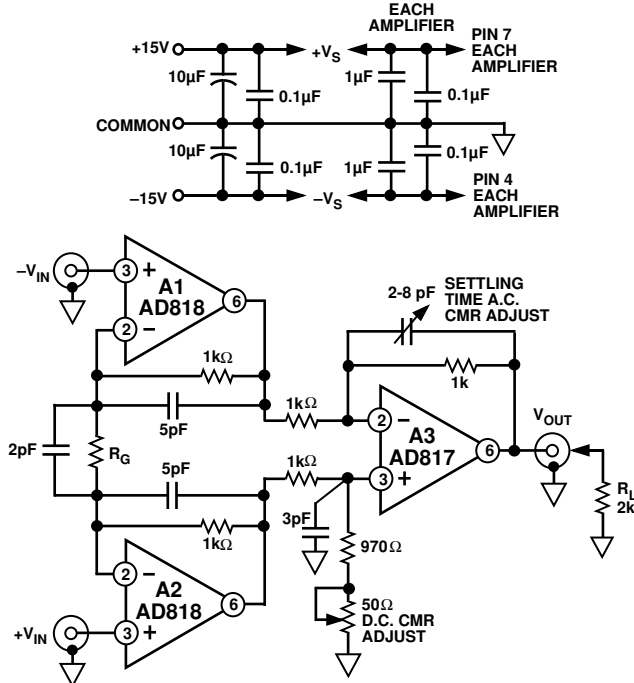 EACH
AMPLIFIER
+15V
+VS
PIN 7
EACH
AMPLIFIER
10µF
0.1µF
1µF
0.1µF
COMMON
10µF
0.1µF
1µF
0.1µF
–15V
–VS
PIN 4
EACH
AMPLIFIER
–VIN
3
+
A1
AD818
6
2
–
2-8 pF
SETTLING
TIME A.C.
CMR ADJUST
1kΩ
1k
5pF
1kΩ
2
–
A3
AD817
6
VOUT
2pF
RG
5pF
1kΩ
3
+
RL
2k
3pF
1kΩ
970Ω
2
–
A2
AD818
6
50Ω
D.C. CMR
ADJUST
+VIN
3
+